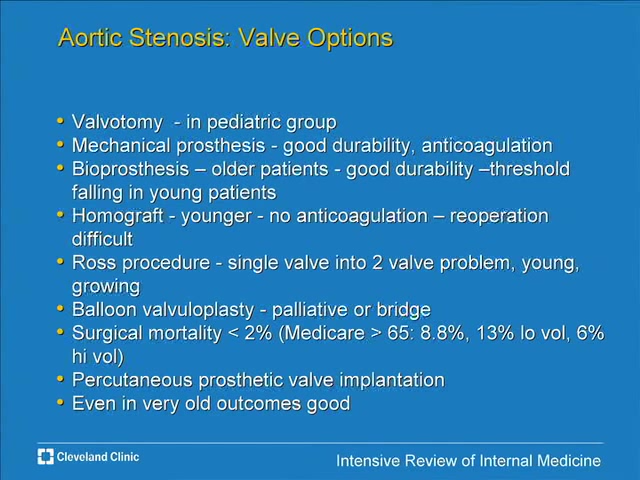 Aortic Stenosis: Valve Options
• Valvotomy - in pediatric group
• Mechanical prosthesis - good durability, anticoagulation
• Bioprosthesis – older patients - good durability –threshold
falling in young patients
• Homograft - younger - no anticoagulation – reoperation
difficult
• Ross procedure - single valve into 2 valve problem, young,
growing
• Balloon valvuloplasty - palliative or bridge
• Surgical mortality < 2% (Medicare > 65: 8.8%, 13% lo vol, 6%
hi vol)
• Percutaneous prosthetic valve implantation
• Even in very old outcomes good
Cleveland Clinic
Intensive Review of Internal Medicine